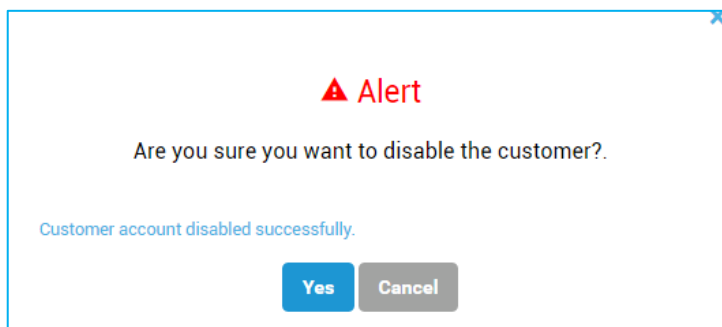 Alert
Are you sure you want to disable the customer?.
Customer account disabled successfully.
Yes Cancel